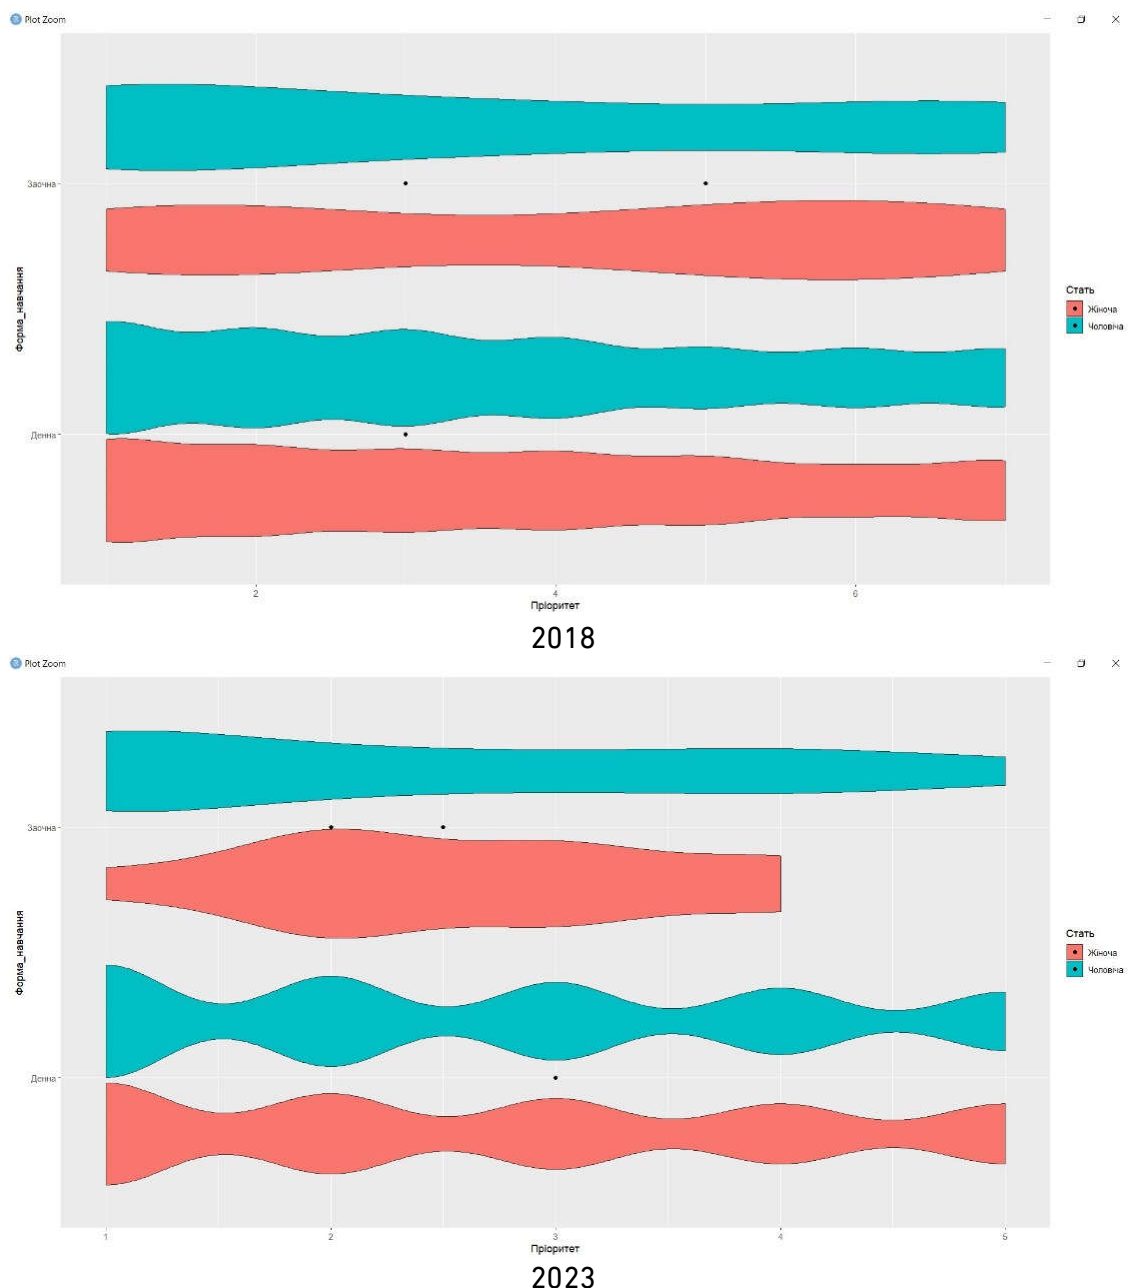 Plot Zoom
Заочна
Денна
Форма_навчання
2
4
6
Пріоритет
Стать
Жіноча
Чоловіча
2018
Plot Zoom
Заочна
Денна
Форма_навчання
1
2
3
4
5
Пріоритет
Стать
Жіноча
Чоловіча
2023